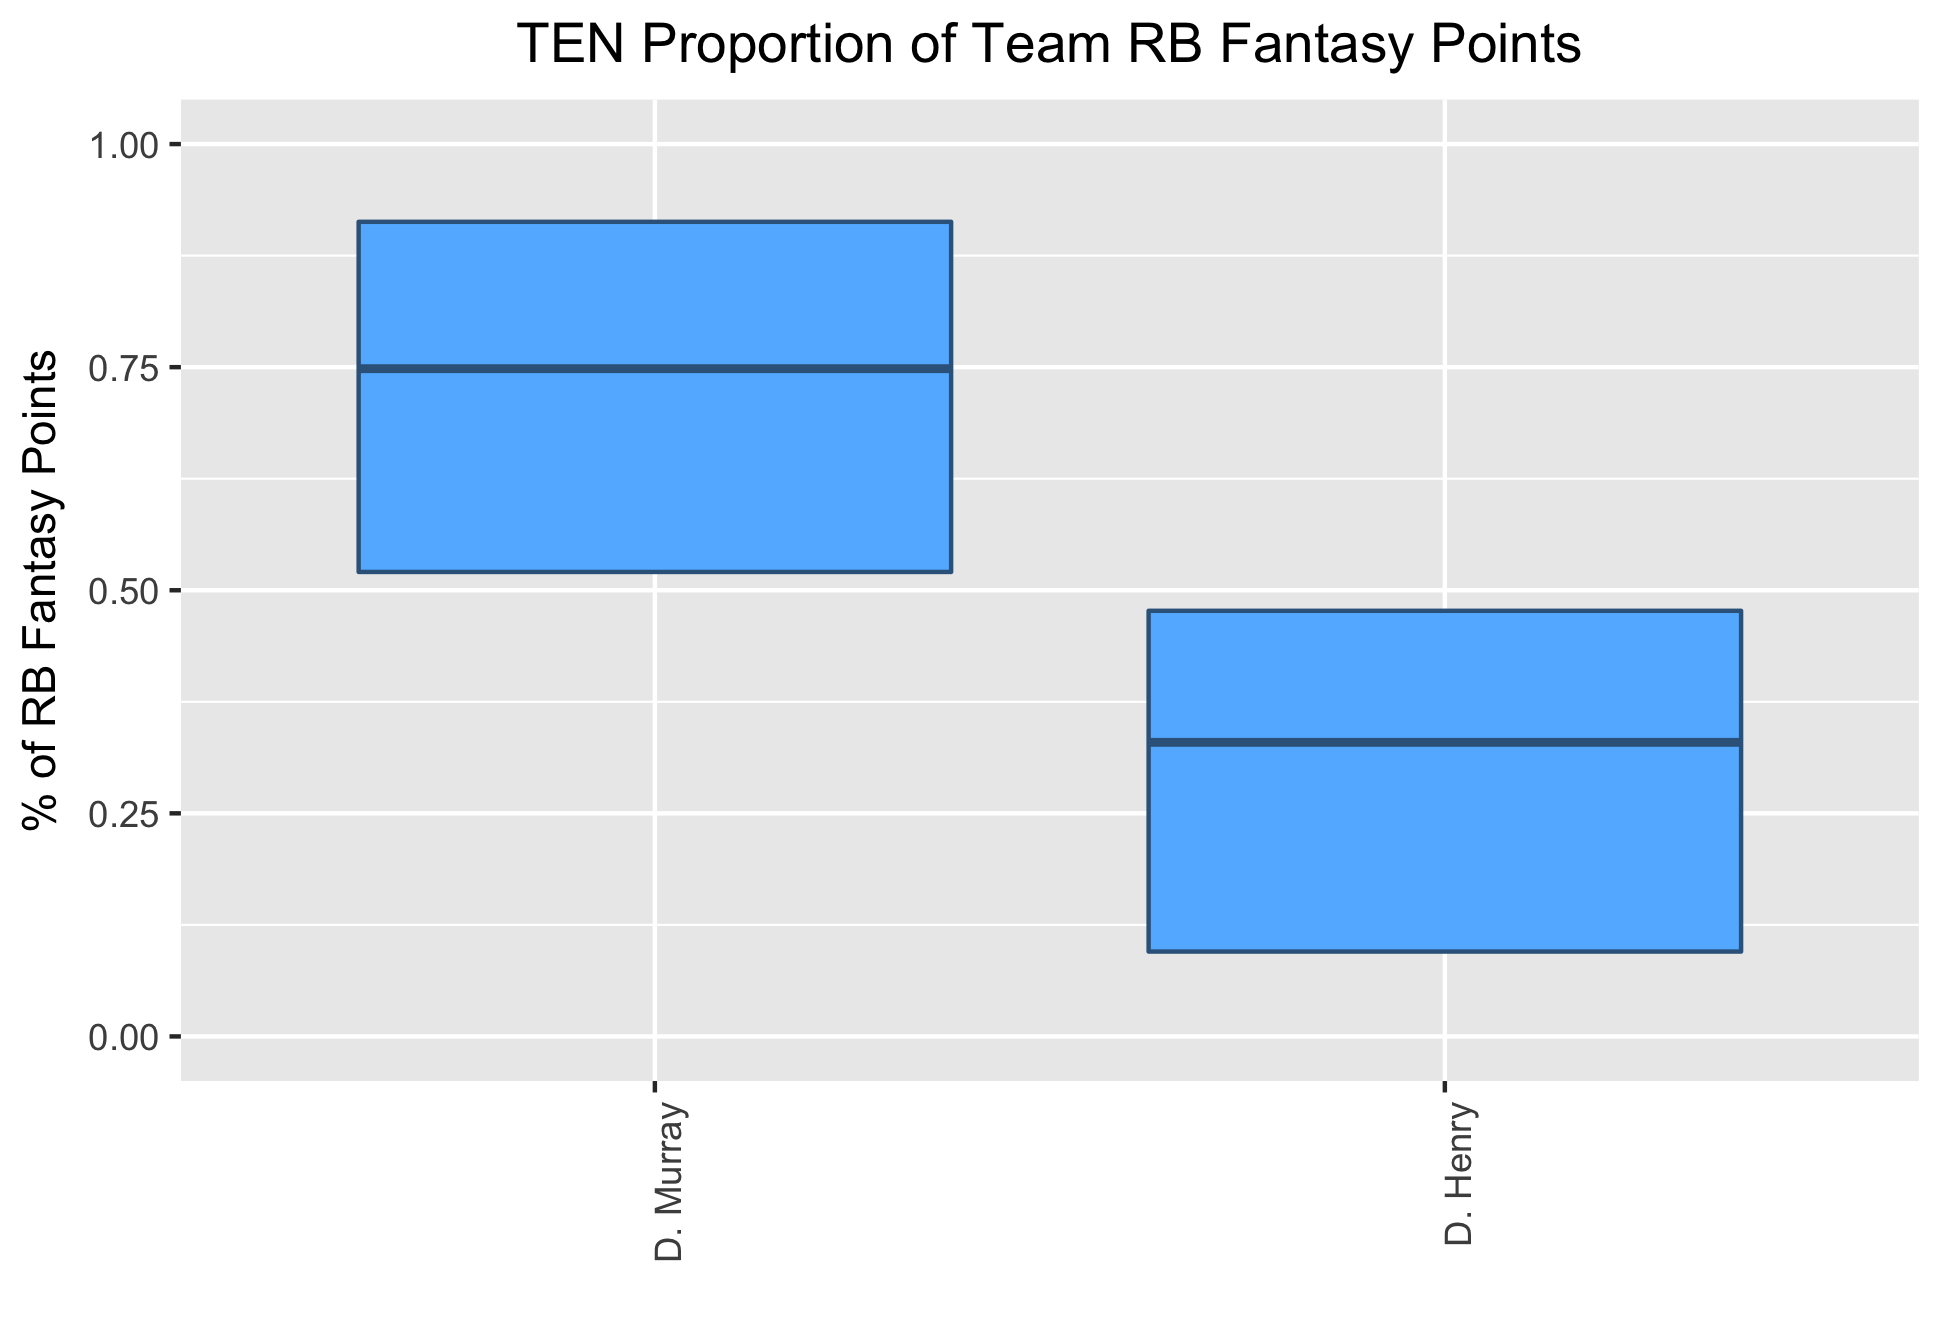 TEN Proportion of Team RB Fantasy Points
% of RB Fantasy Points
1.00
0.75
0.50
0.25
0.00
D. Murray
D. Henry